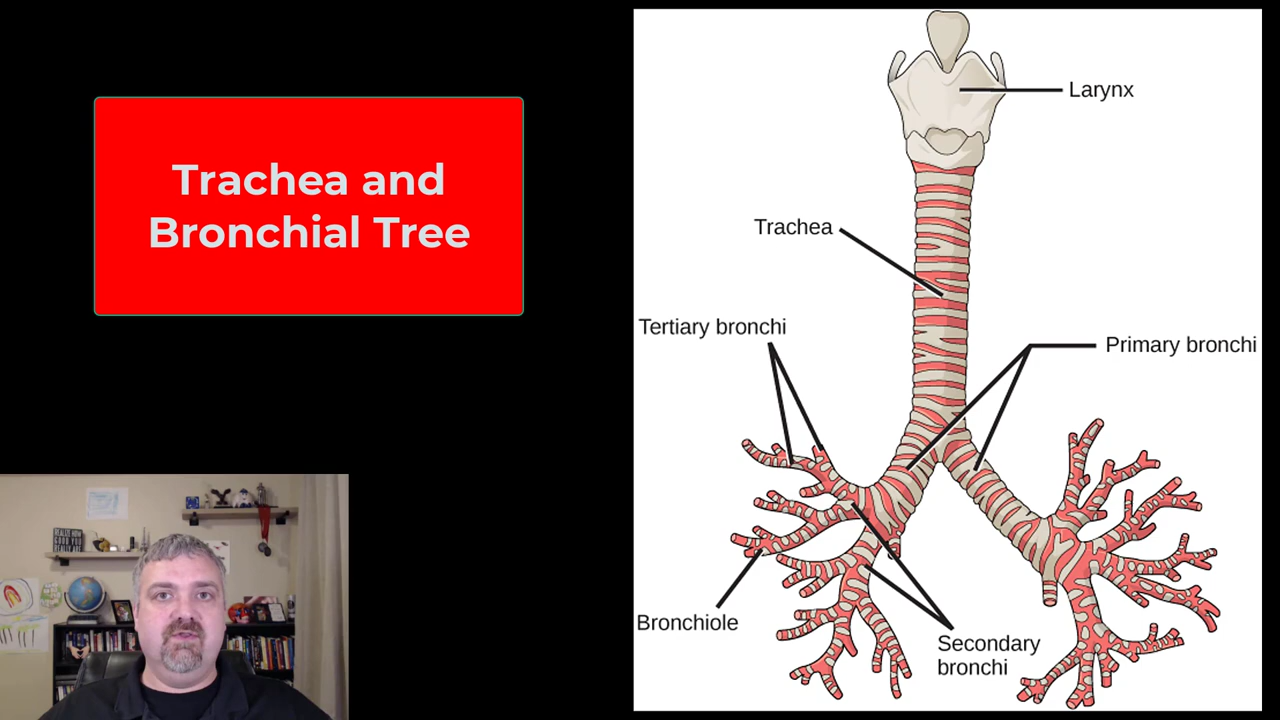 Trachea and
Bronchial Tree
Larynx
Trachea
Tertiary bronchi
Primary bronchi
Bronchiole
Secondary
bronchi